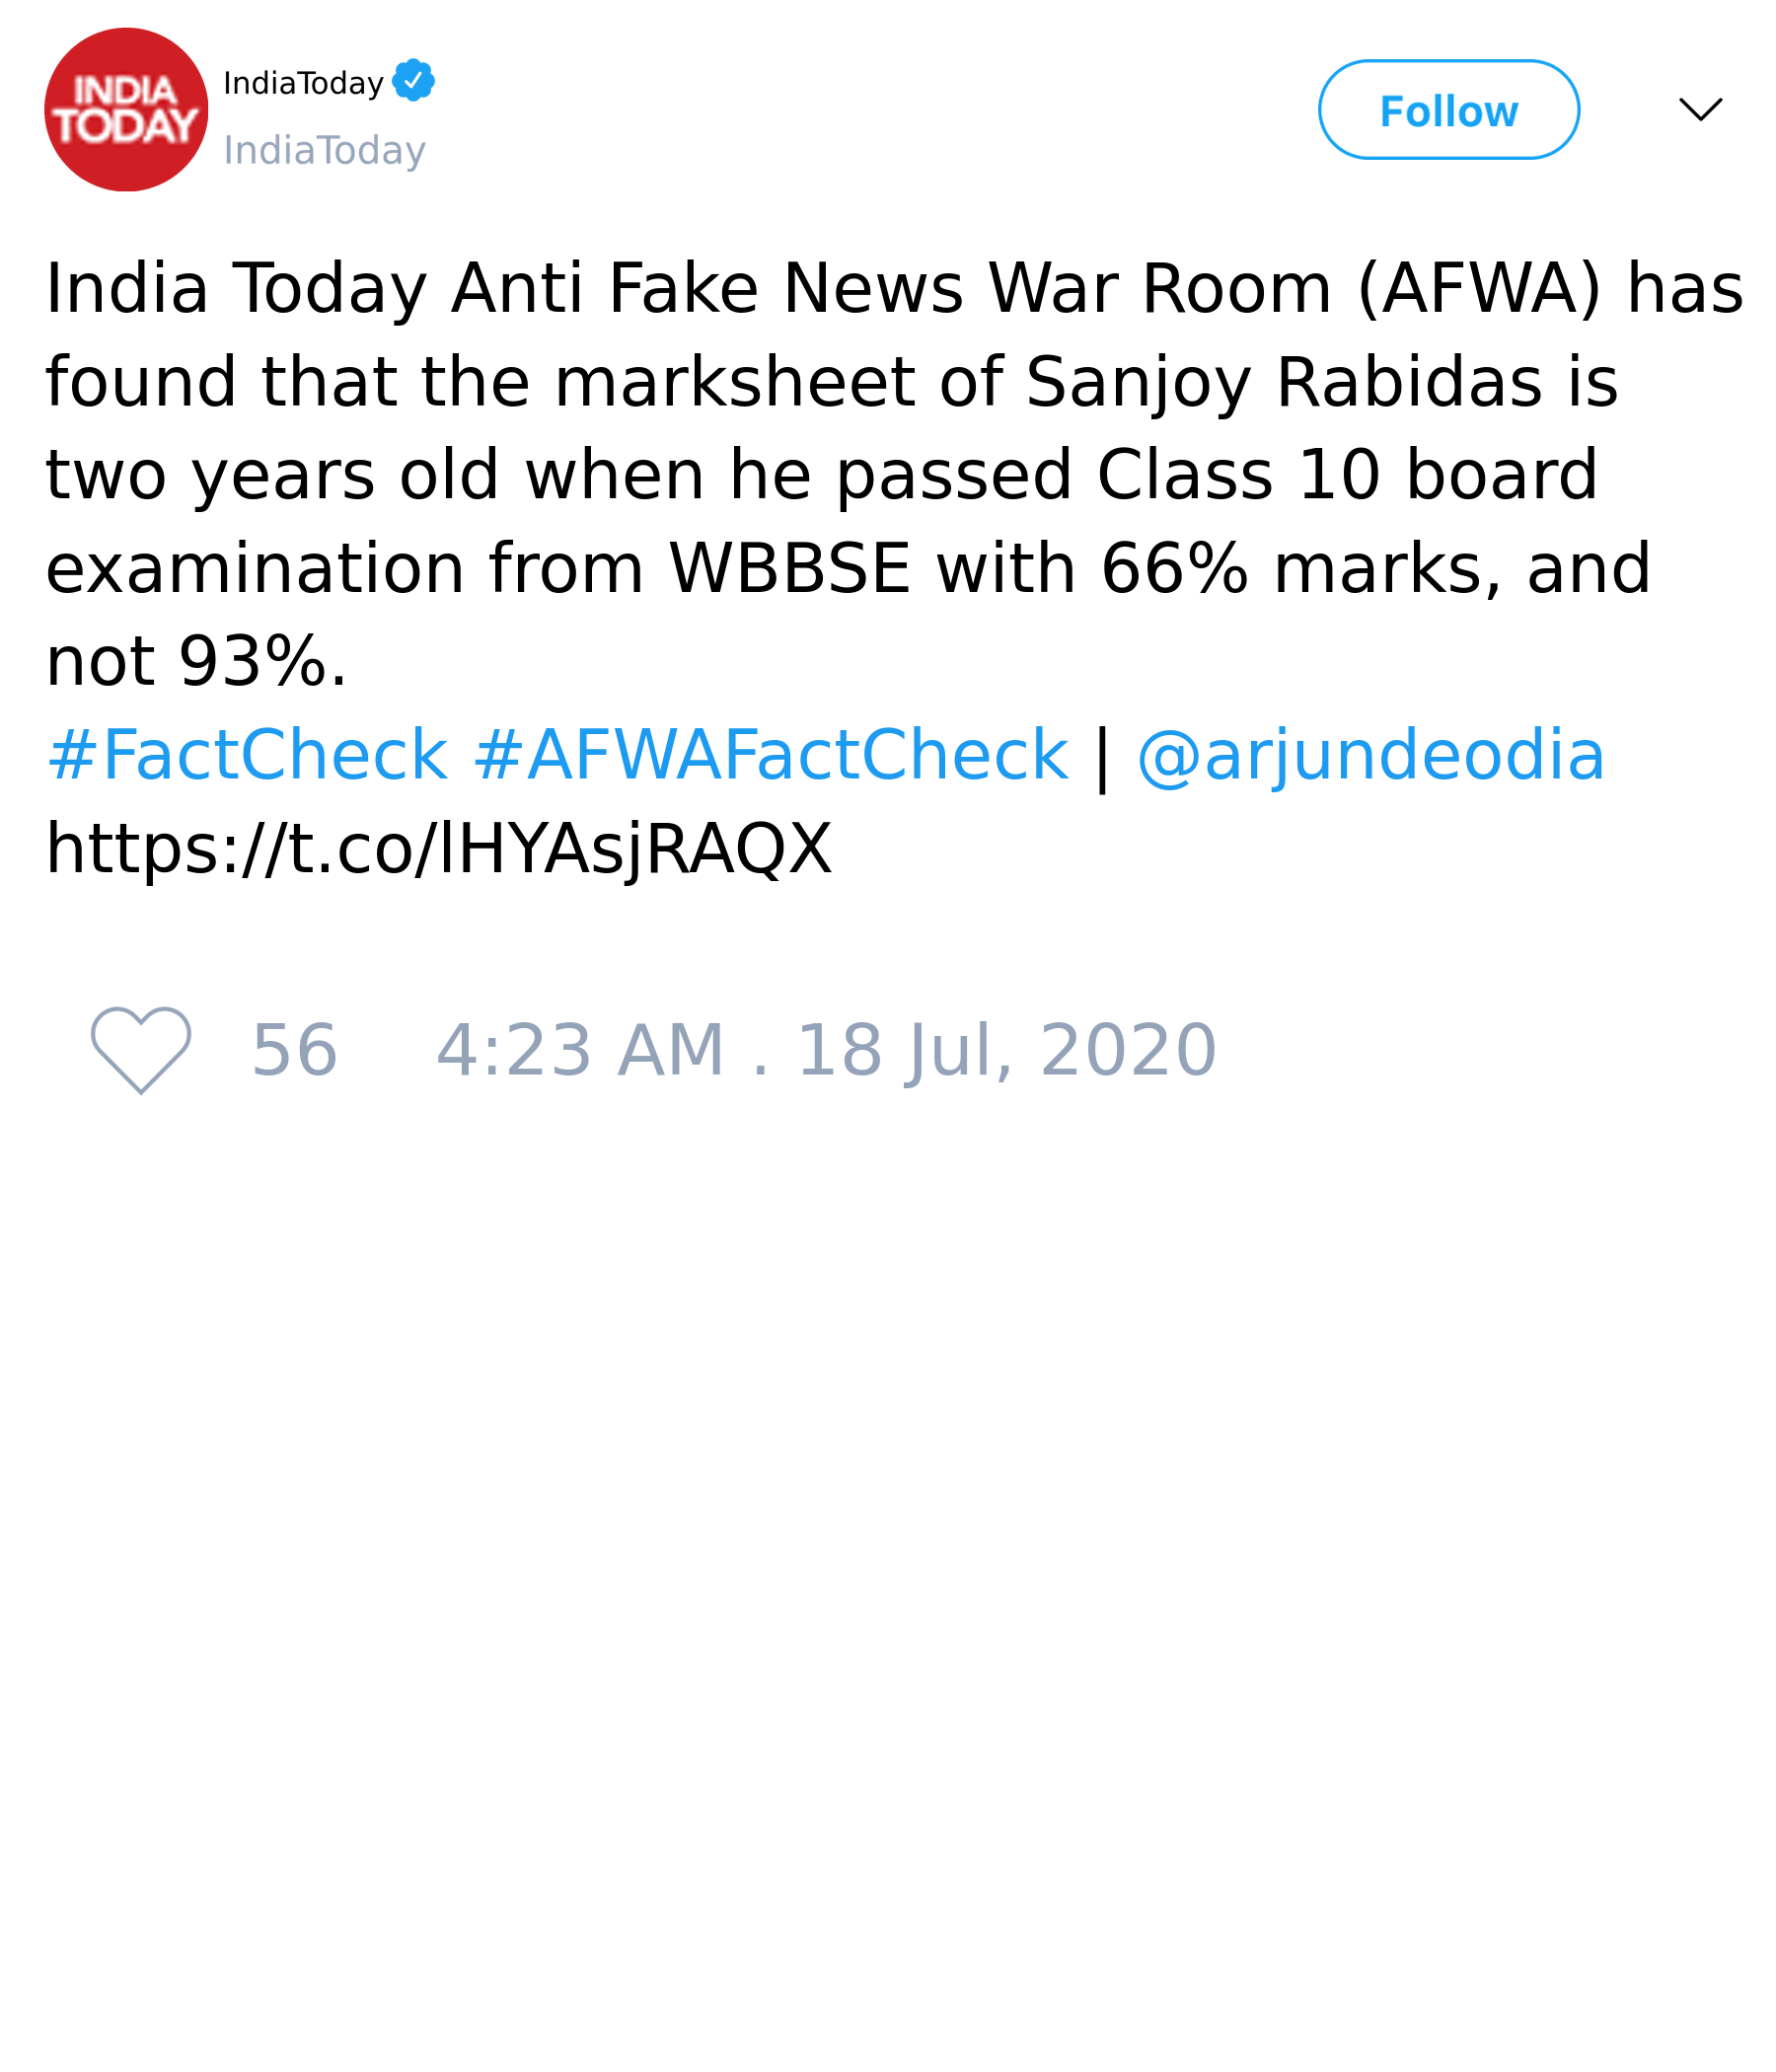 INDIA
TODAY
IndiaToday
IndiaToday
Follow
India Today Anti Fake News War Room (AFWA) has
found that the marksheet of Sanjoy Rabidas is
two years old when he passed Class 10 board
examination from WBBSE with 66% marks, and
not 93%.
#FactCheck #AFWAFactCheck | @arjundeodia
https://t.co/lHYAsjRAQX
56 4:23 AM . 18 Jul, 2020